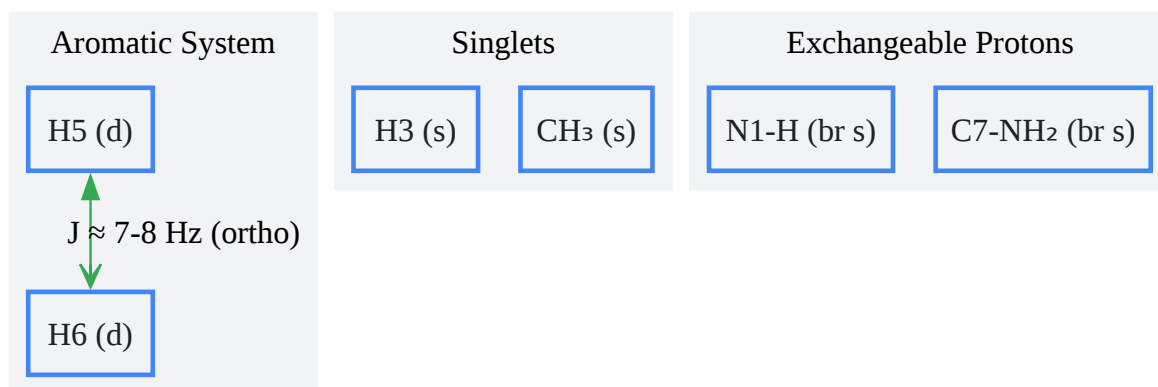 Aromatic System
H5 (d)
J ≈ 7-8 Hz (ortho)
H6 (d)
Singlets
H3 (s)
CH₃ (s)
Exchangeable Protons
N1-H (br s)
C7-NH₂ (br s)